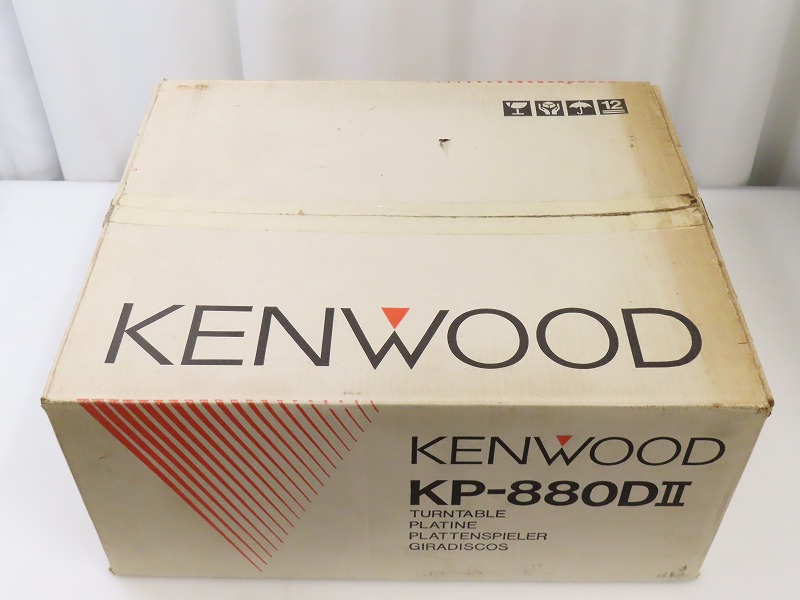 12
KENWOOD
KENWOOD
KP-880DII
TURNTABLE
PLATINE
PLATTENSPIELER
GIRADISCOS